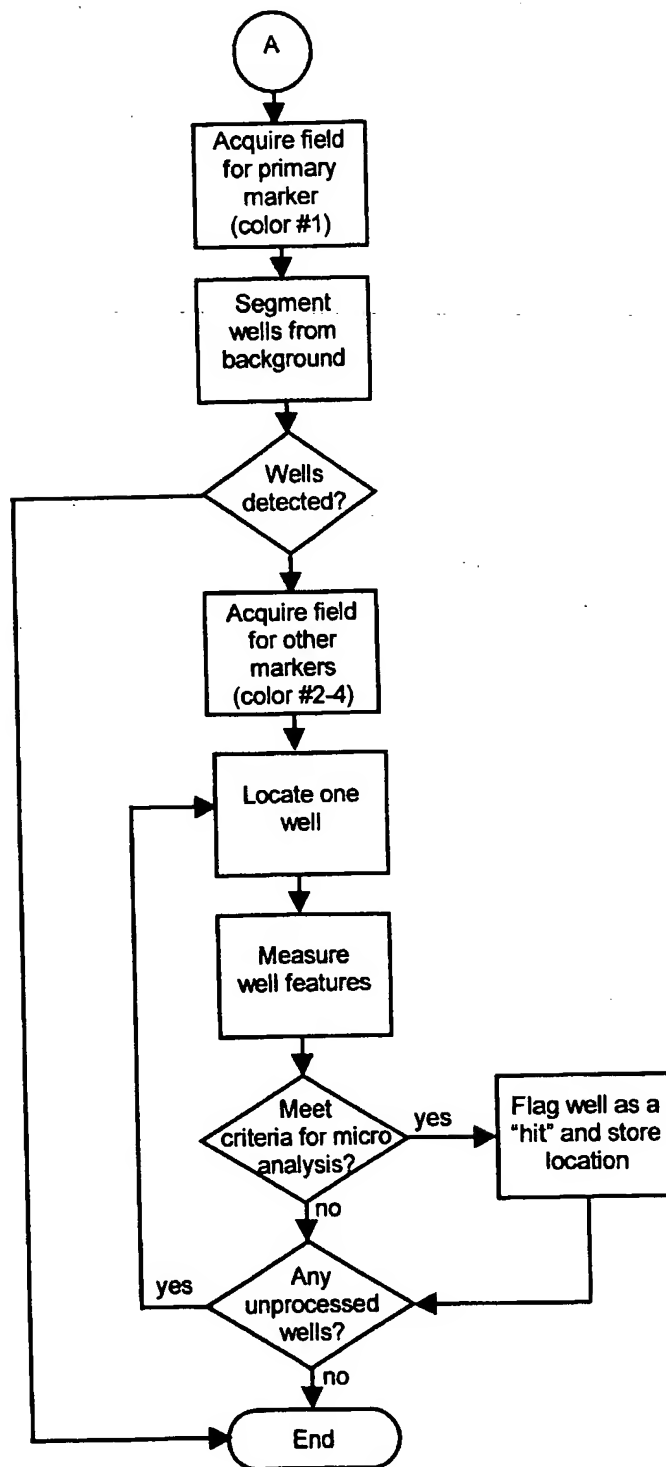 A
Acquire field
for primary
marker
(color #1)
Segment
wells from
background
Wells
detected?
Acquire field
for other
markers
(color #2-4)
Locate one
well
Measure
well features
Meet
criteria for micro
analysis?
yes
Flag well as a
"hit" and store
location
no
yes
Any
unprocessed
wells?
no
End